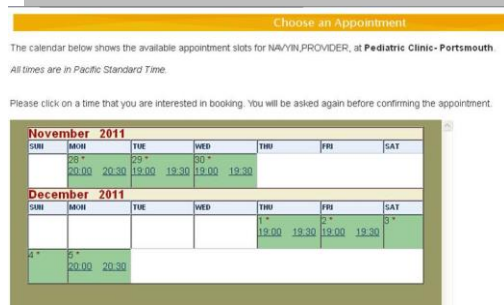 Choose an Appointment
The calendar below shows the available appointment slots for NAVYIN,PROVIDER, at Pediatric Clinic- Portsmouth.
All times are in Pacific Standard Time.
Please click on a time that you are interested in booking. You will be asked again before confirming the appointment.
November 2011
SUN MON TUE WED THU FRI SAT
28 * 29 * 30 *
20:00 20:30 19:00 19:30 19:00 19:30
December 2011
SUN MON TUE WED THU FRI SAT
1 * 2 * 3 *
19:00 19:30 19:00 19:30
4 * 5 *
20:00 20:30